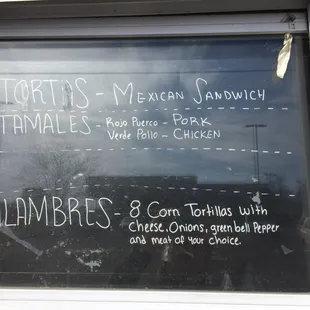 TORTAS - MEXICAN SANDWICH
TAMALES - Rojo Puerco - PORK
Verde Pollo - CHICKEN
ALAMBRES - 8 Corn Tortillas with
Cheese, Onions, green bell Pepper
and meat of your choice.